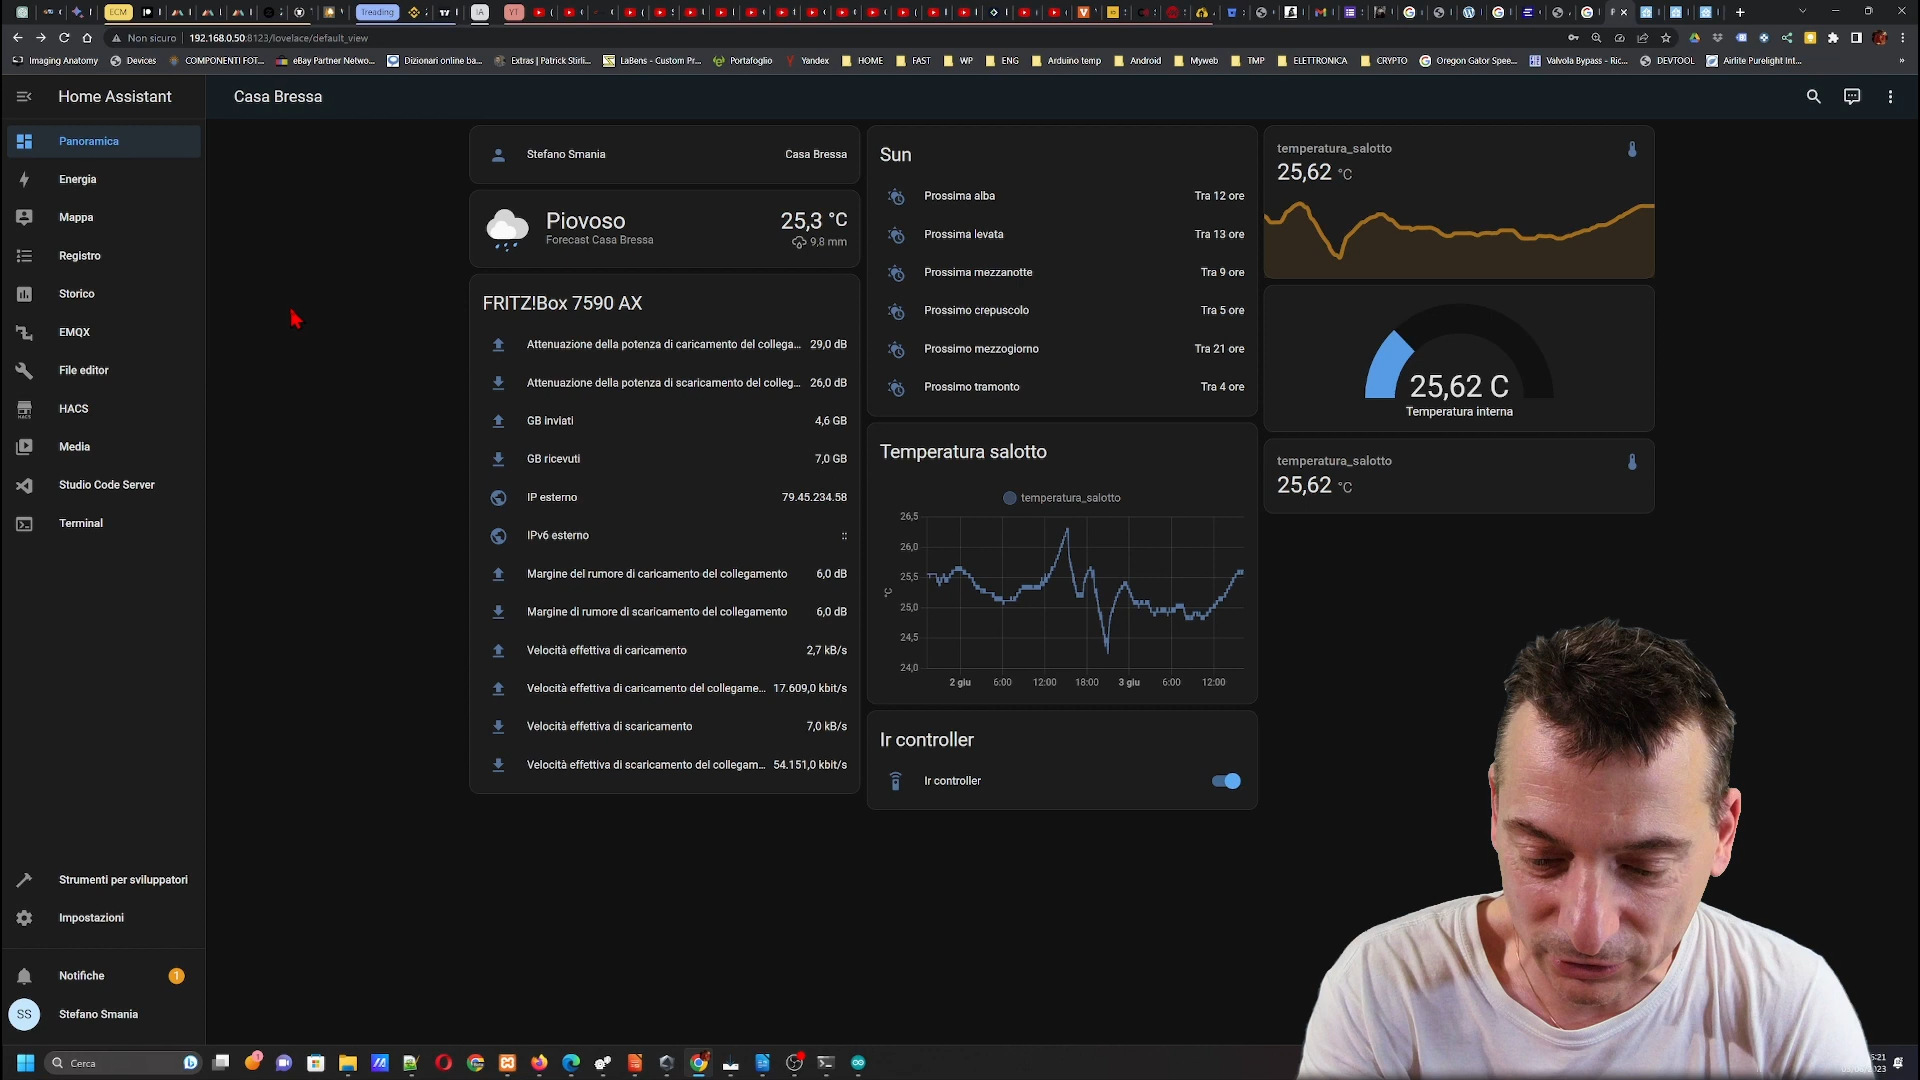 ECM
Treading
IA
YT
Non sicuro
192.168.0.50:8123/lovelace/default_view
Imaging Anatomy
Devices
COMPONENTI FOT...
eBay Partner Netwo...
Dizionari online ba...
Extras | Patrick Stirli...
LaBens - Custom Pr...
Portafoglio
Yandex
HOME
FAST
WP
ENG
Arduino temp
Android
Myweb
TMP
ELETTRONICA
CRYPTO
Oregon Gator Spee...
Valvola Bypass - Ric...
DEVTOOL
Airlite Purelight Int...
Home Assistant
Casa Bressa
Panoramica
Energia
Mappa
Registro
Storico
EMQX
File editor
HACS
Media
Studio Code Server
Terminal
Strumenti per sviluppatori
Impostazioni
Notifiche 1
SS Stefano Smania
Stefano Smania Casa Bressa
Piovoso 25,3 °C
Forecast Casa Bressa 9,8 mm
FRITZ!Box 7590 AX
Attenuazione della potenza di caricamento del collega... 29,0 dB
Attenuazione della potenza di scaricamento del colleg... 26,0 dB
GB inviati 4,6 GB
GB ricevuti 7,0 GB
IP esterno 79.45.234.58
IPv6 esterno ::
Margine del rumore di caricamento del collegamento 6,0 dB
Margine di rumore di scaricamento del collegamento 6,0 dB
Velocità effettiva di caricamento 2,7 kB/s
Velocità effettiva di caricamento del collegame... 17.609,0 kbit/s
Velocità effettiva di scaricamento 7,0 kB/s
Velocità effettiva di scaricamento del collegam... 54.151,0 kbit/s
Sun
Prossima alba Tra 12 ore
Prossima levata Tra 13 ore
Prossima mezzanotte Tra 9 ore
Prossimo crepuscolo Tra 5 ore
Prossimo mezzogiorno Tra 21 ore
Prossimo tramonto Tra 4 ore
Temperatura salotto
temperatura_salotto
26,5
26,0
25,5
°C
25,0
24,5
24,0
2 giu 6:00 12:00 18:00 3 giu 6:00 12:00
Ir controller
Ir controller
temperatura_salotto
25,62 °C
25,62 C
Temperatura interna
temperatura_salotto
25,62 °C
Cerca